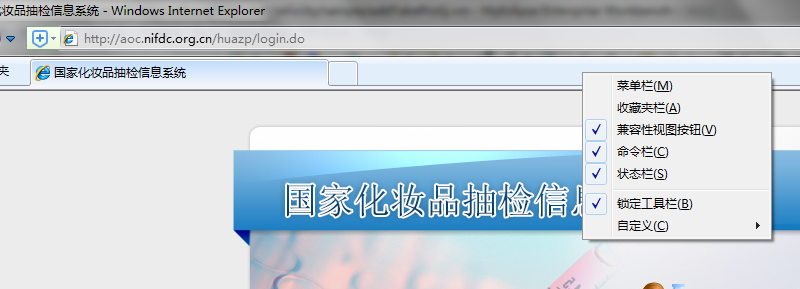 化妆品抽检信息系统 - Windows Internet Explorer
http://aoc.nifdc.org.cn/huazp/login.do
夹
国家化妆品抽检信息系统
菜单栏(M)
收藏夹栏(A)
兼容性视图按钮(V)
命令栏(C)
状态栏(S)
锁定工具栏(B)
自定义(C)
国家化妆品抽检信息